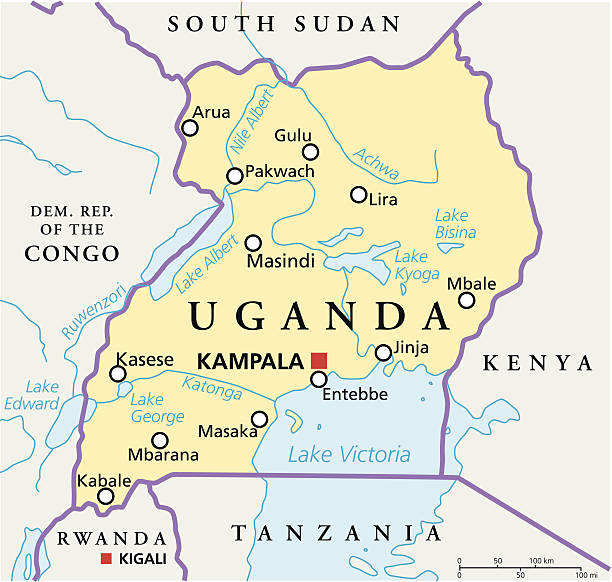 SOUTH SUDAN
Arua
Nile Albert
Gulu
Achwa
Pakwach
Lira
DEM. REP.
OF THE
CONGO
Lake
Bisina
Lake Albert
Masindi
Lake
Kyoga
Ruwenzori
Mbale
UGANDA
Kasese
KAMPALA
Jinja
KENYA
Lake
Edward
Katonga
Lake
George
Entebbe
Masaka
Mbarana
Lake Victoria
Kabale
RWANDA
KIGALI
TANZANIA
0 50 100 km
0 50 100 mi